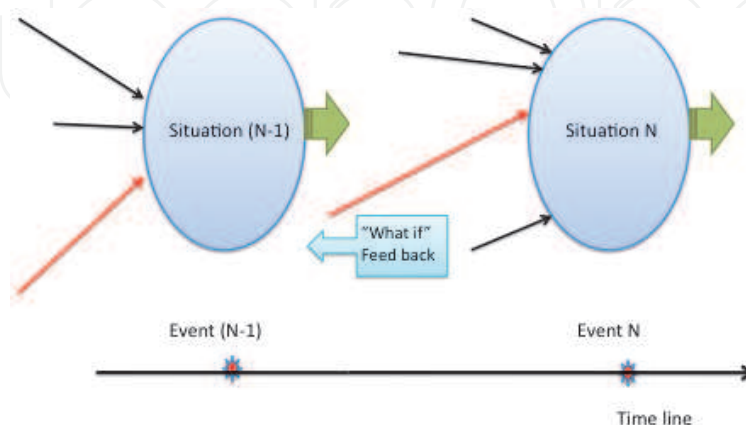 Situation (N-1)
Situation N
"What if"
Feed back
Event (N-1)
Event N
Time line